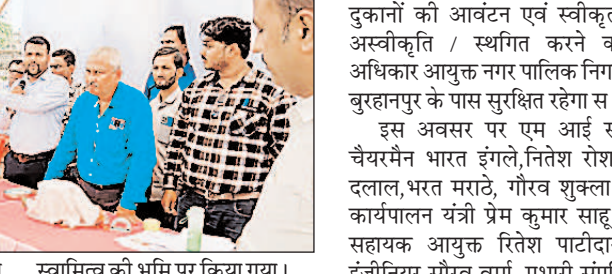 स्वामित्व की भूमि पर किया गया।
दुकानों की आवंटन एवं
अस्वीकृति / स्थगित करने
अधिकार आयुक्त नगर पालिक
बुरहानपुर के पास सुरक्षित रहेगा
इस अवसर पर एम आई
चैयरमैन भारत इंगले,नितेश
दलाल,भरत मराठे, गौरव शुक्ला
कार्यपालन यंत्री प्रेम कुमार साहू
सहायक आयुक्त रितेश